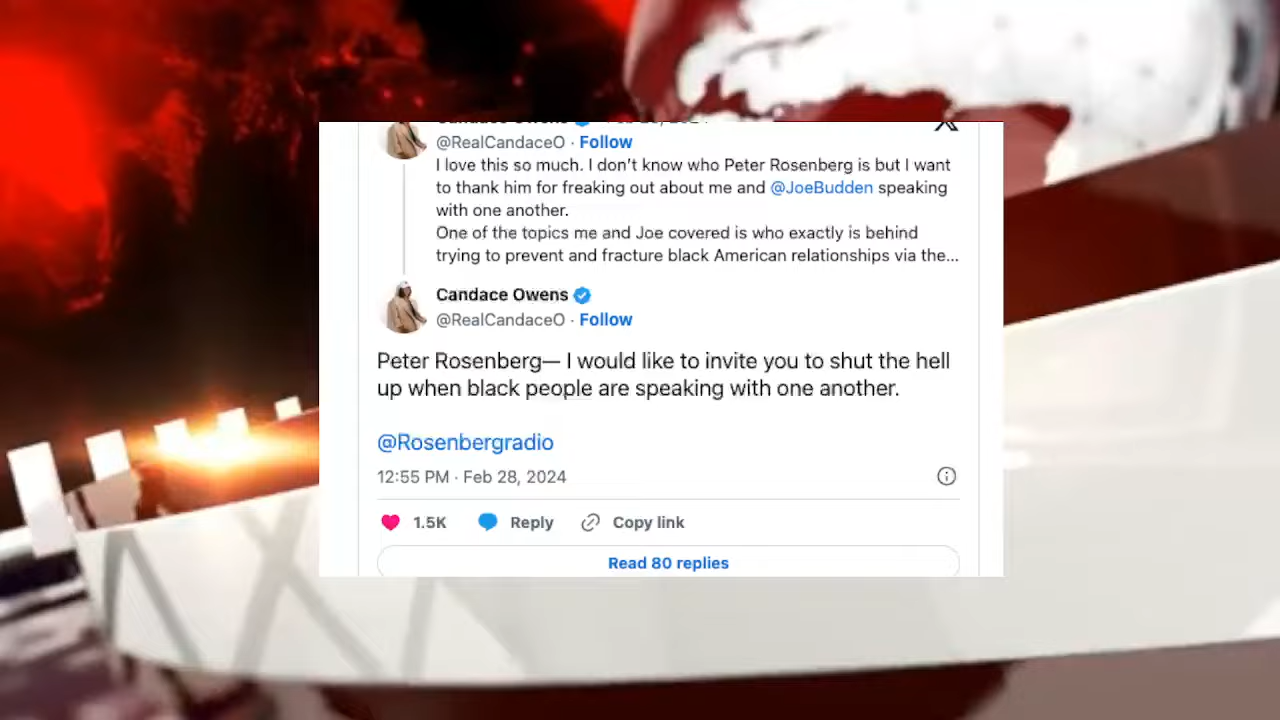 @RealCandaceO · Follow
I love this so much. I don’t know who Peter Rosenberg is but I want
to thank him for freaking out about me and @JoeBudden speaking
with one another.
One of the topics me and Joe covered is who exactly is behind
trying to prevent and fracture black American relationships via the...
Candace Owens
@RealCandaceO · Follow
Peter Rosenberg— I would like to invite you to shut the hell
up when black people are speaking with one another.
@Rosenbergradio
12:55 PM · Feb 28, 2024
1.5K Reply Copy link
Read 80 replies